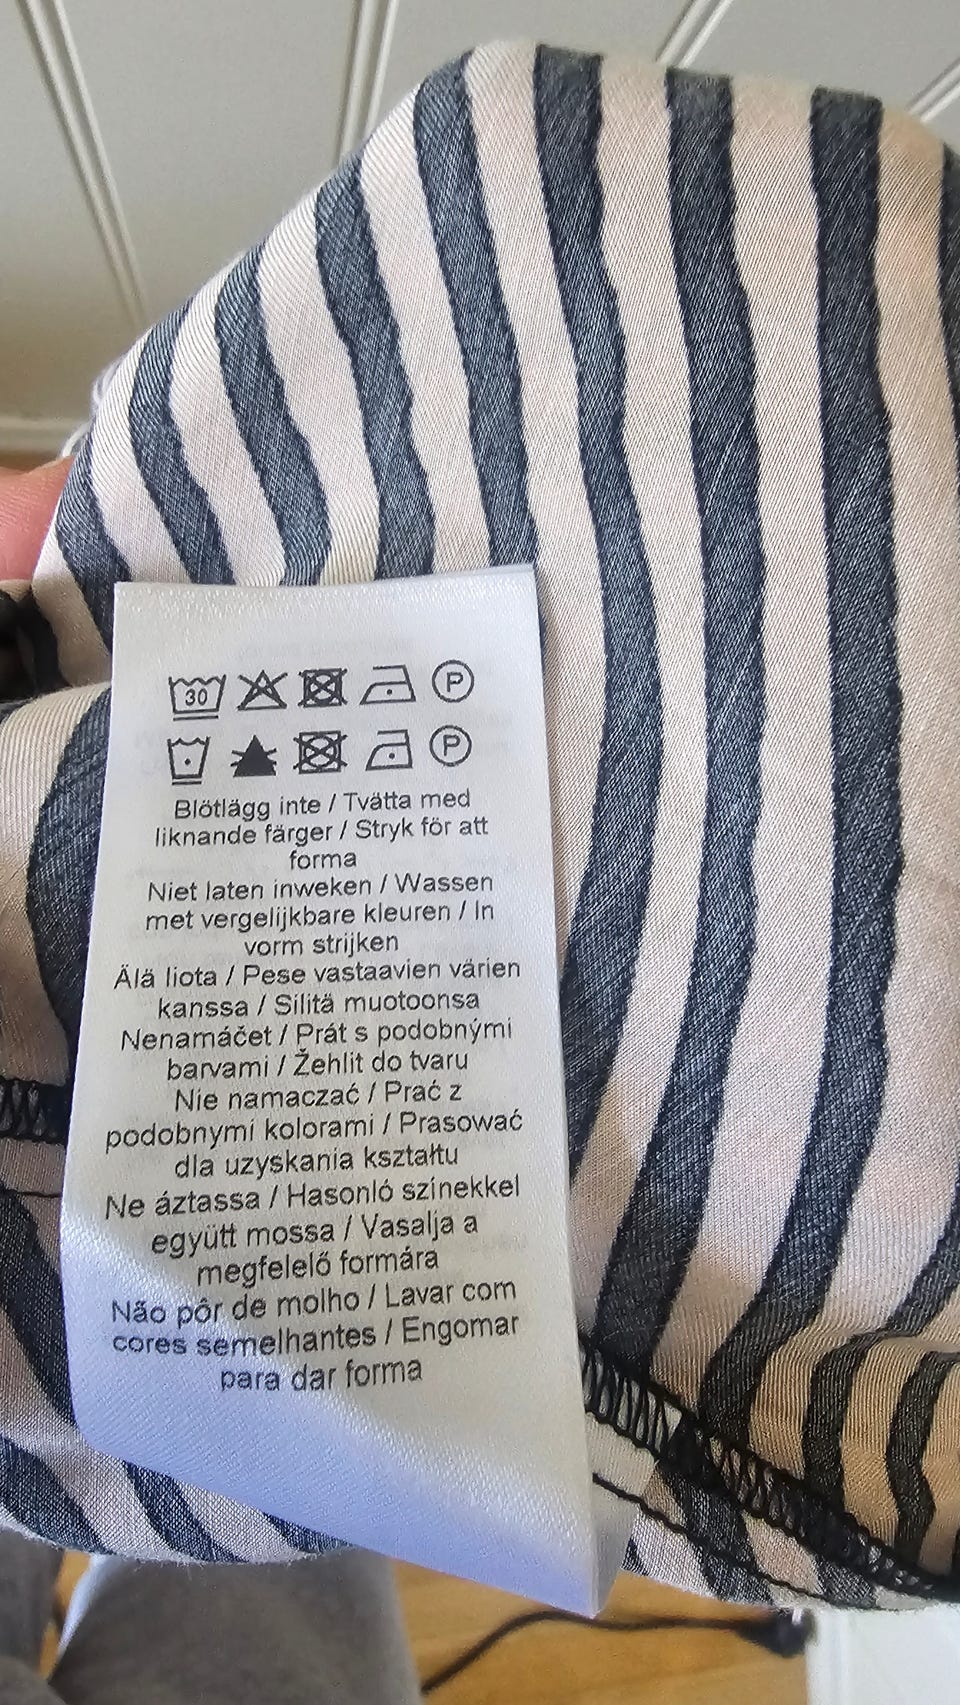 30 P
P
Blötlägg inte / Tvätta med
liknande färger / Stryk för att
forma
Niet laten inweken / Wassen
met vergelijkbare kleuren / In
vorm strijken
Älä liota / Pese vastaavien värien
kanssa / Silitä muotoonsa
Nenamáčet / Prát s podobnými
barvami / Žehlit do tvaru
Nie namaczać / Prać z
podobnymi kolorami / Prasować
dla uzyskania kształtu
Ne áztassa / Hasonló színekkel
együtt mossa / Vasalja a
megfelelő formára
Não pôr de molho / Lavar com
cores semelhantes / Engomar
para dar forma